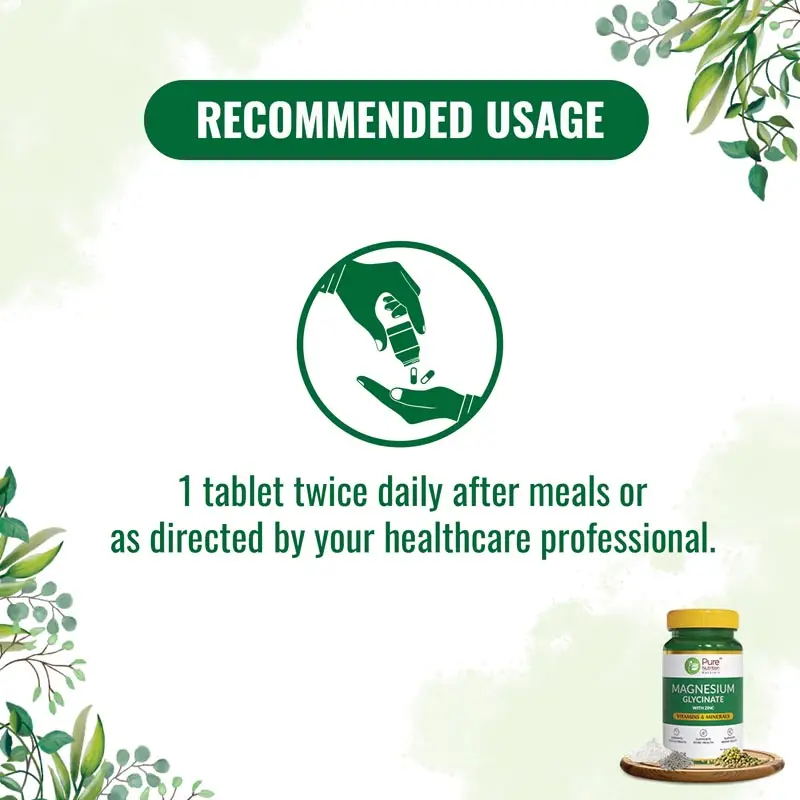 RECOMMENDED USAGE
1 tablet twice daily after meals or
as directed by your healthcare professional.
Pure
Nutrition
MAGNESIUM
GLYCINATE
WITH ZINC
VITAMINS & MINERALS